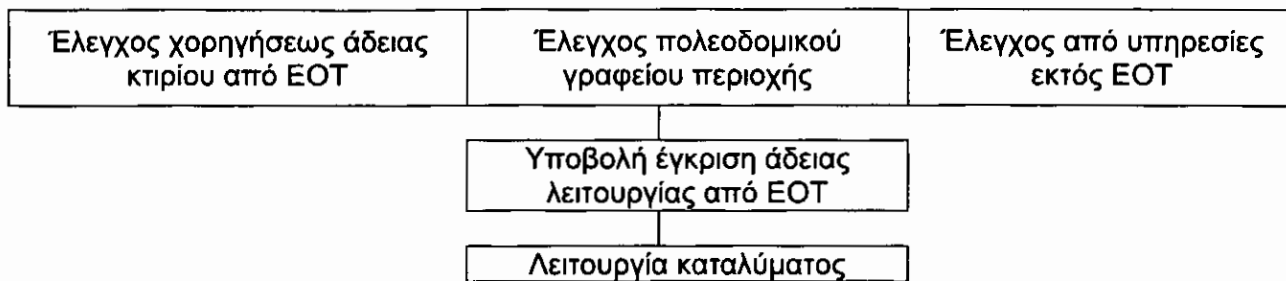 Έλεγχος χορηγήσεως άδειας
κτιρίου από ΕΟΤ
Έλεγχος πολεοδομικού
γραφείου περιοχής
Έλεγχος από υπηρεσίες
εκτός ΕΟΤ
Υποβολή έγκριση άδειας
λειτουργίας από ΕΟΤ
Λειτουργία καταλύματος